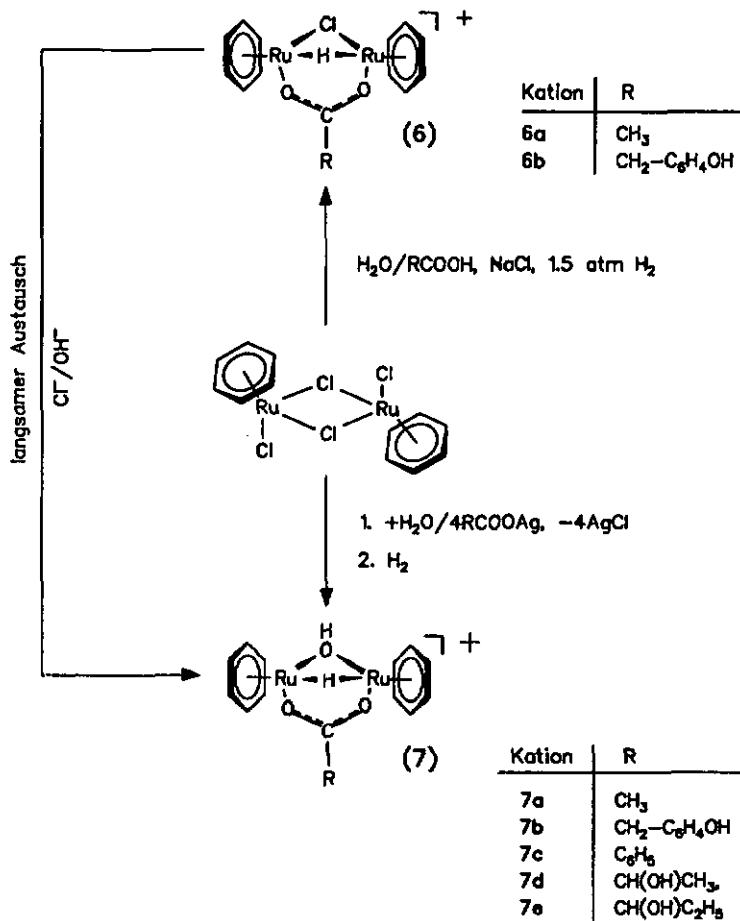 Cl
] +
Ru H Ru
O O
C
R
(6)
Kation R
6a CH₃
6b CH₂–C₆H₄OH
H₂O/RCOOH, NaCl, 1.5 atm H₂
langsamer Austausch
Cl⁻/OH⁻
Cl
Cl
Ru Ru
Cl
Cl
1. +H₂O/4RCOOAg, –4AgCl
2. H₂
H
O
] +
Ru H Ru
O O
C
R
(7)
Kation R
7a CH₃
7b CH₂–C₆H₄OH
7c C₆H₅
7d CH(OH)CH₃,
7e CH(OH)C₂H₅